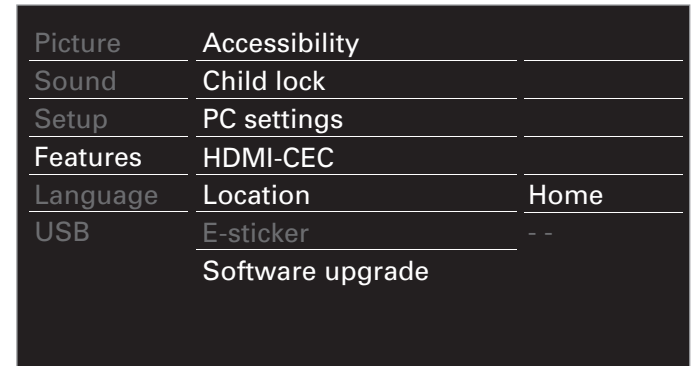 Picture Accessibility
Sound Child lock
Setup PC settings
Features HDMI-CEC
Language Location Home
USB E-sticker - -
Software upgrade